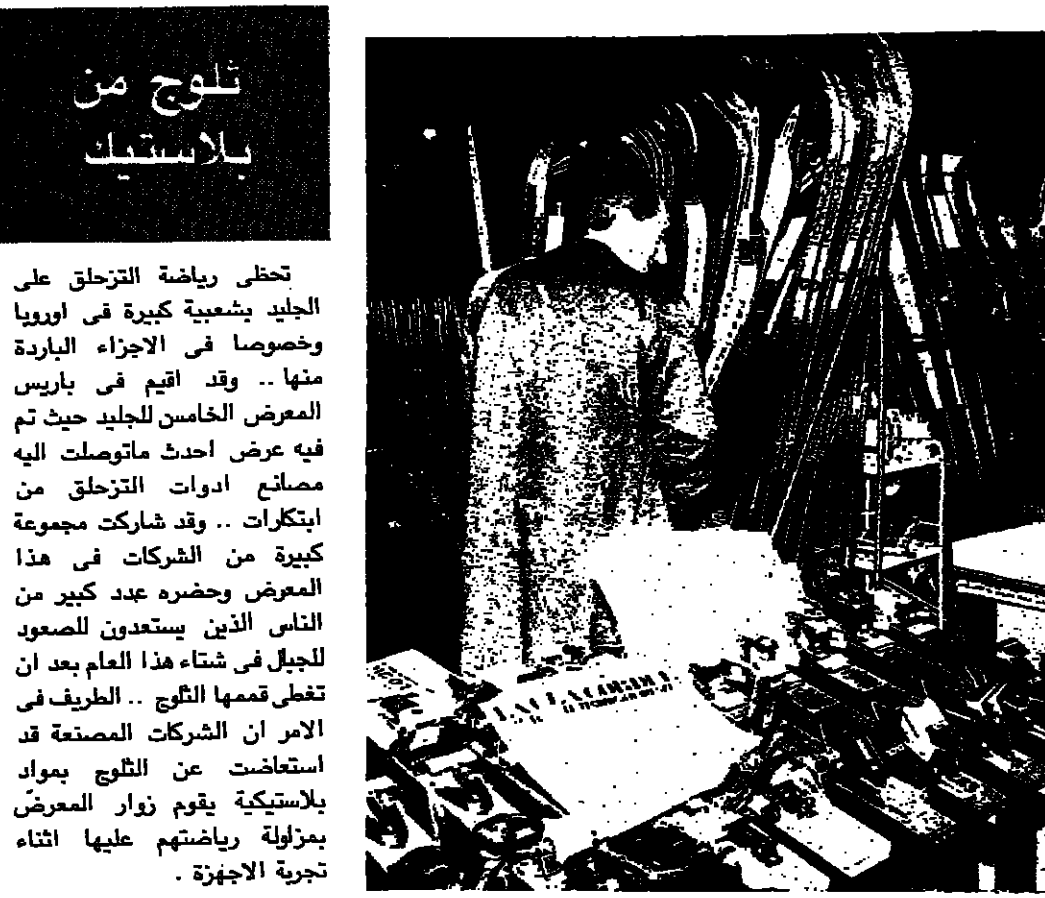 ثلوج من
بلاستيك
تحظى رياضة التزحلق على
الجليد بشعبية كبيرة فى اوروبا
وخصوصا فى الاجزاء الباردة
منها .. وقد اقيم فى باريس
المعرض الخامس للجليد حيث تم
فيه عرض احدث ماتوصلت اليه
مصانع ادوات التزحلق من
ابتكارات .. وقد شاركت مجموعة
كبيرة من الشركات فى هذا
المعرض وحضره عدد كبير من
الناس الذين يستعدون للصعود
للجبال فى شتاء هذا العام بعد ان
تغطى قممها الثلوج .. الطريف فى
الامر ان الشركات المصنعة قد
استعاضت عن الثلوج بمواد
بلاستيكية يقوم زوار المعرض
بمزاولة رياضتهم عليها اثناء
تجربة الاجهزة .